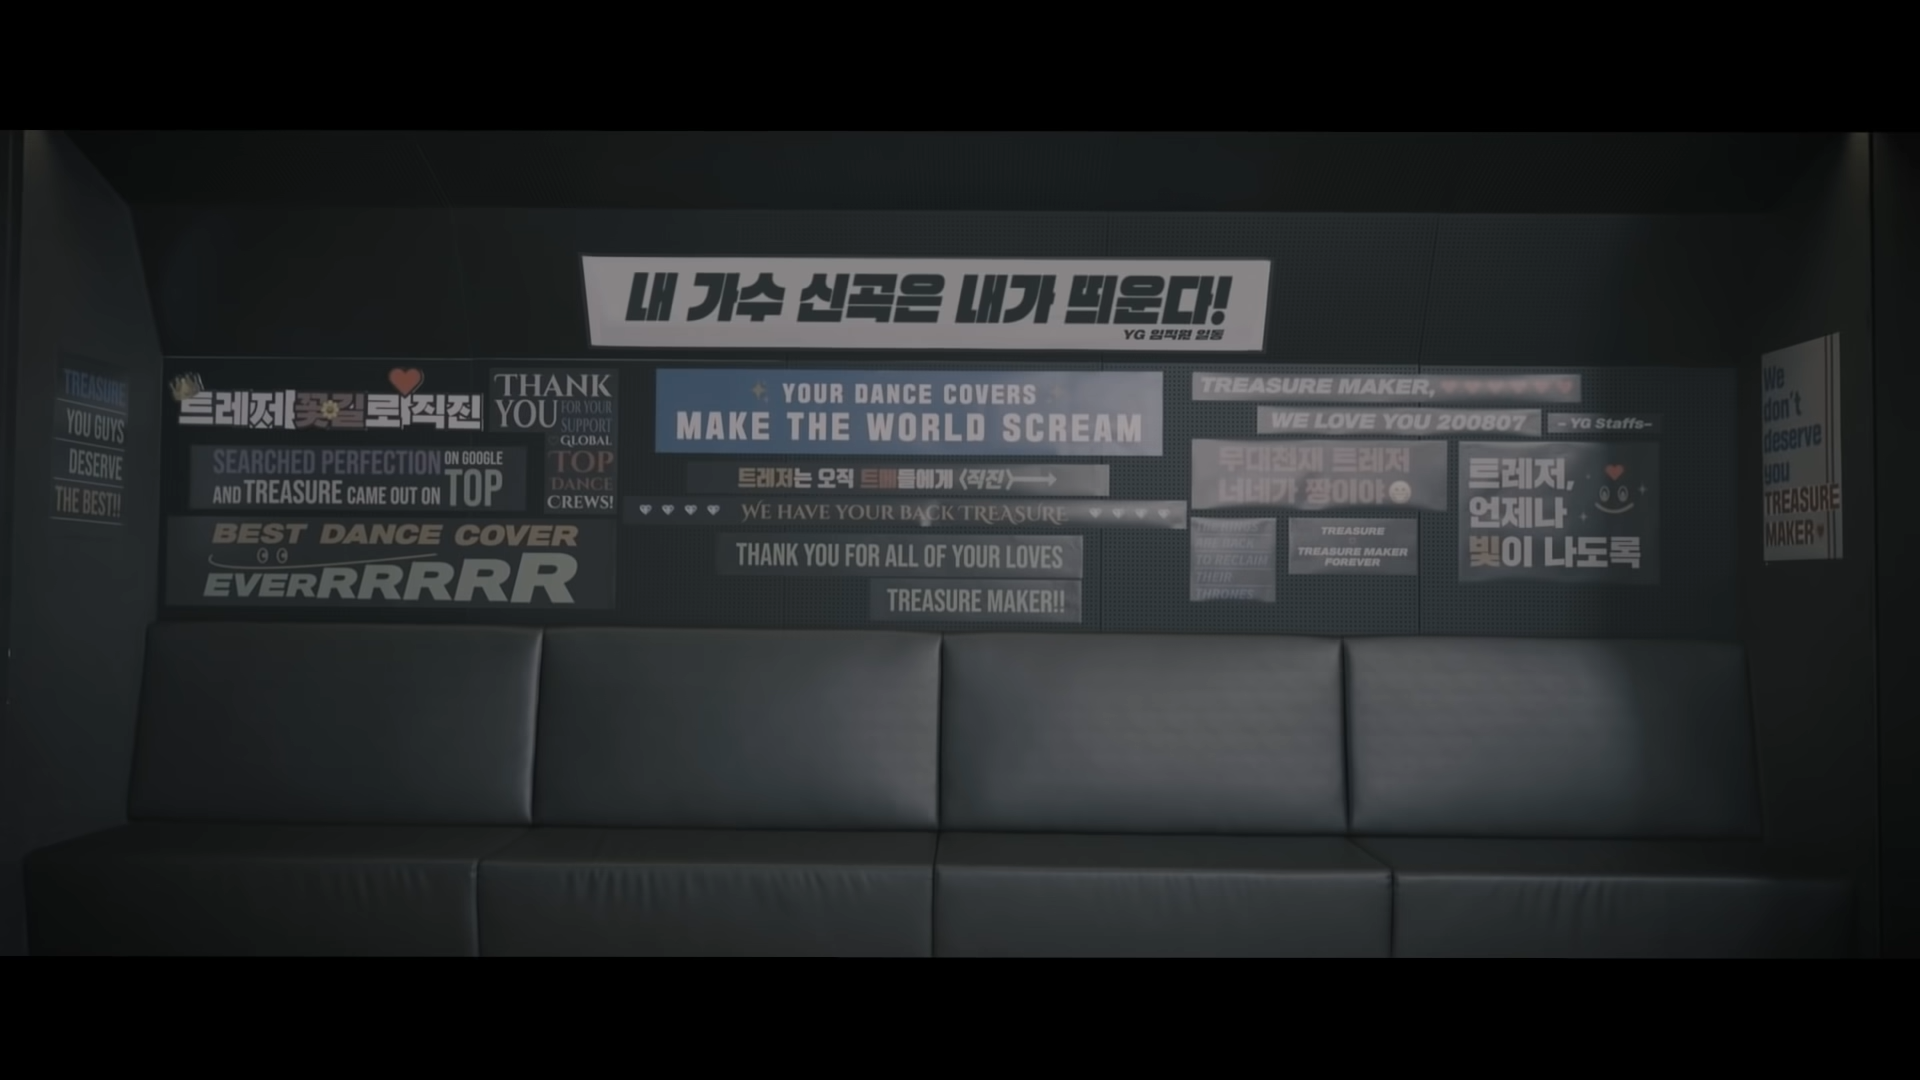 내 가수 신곡은 내가 띄운다!
YG 임직원 일동
TREASURE
YOU GUYS
DESERVE
THE BEST!!
트레저 꽃길로 직진
THANK
YOU FOR YOUR
SUPPORT
GLOBAL
TOP
DANCE
CREWS!
SEARCHED PERFECTION ON GOOGLE
AND TREASURE CAME OUT ON TOP
BEST DANCE COVER
EVERRRRRR
YOUR DANCE COVERS
MAKE THE WORLD SCREAM
트레저는 오직 트메들에게 <직진>
WE HAVE YOUR BACK TREASURE
THANK YOU FOR ALL OF YOUR LOVES
TREASURE MAKER!!
TREASURE MAKER,
WE LOVE YOU 200807
- YG Staffs-
무대천재 트레저
너네가 짱이야
TO RECLAIM
THEIR
THRONES
TREASURE
TREASURE MAKER
FOREVER
트레저,
언제나
빛이 나도록
We
don't
deserve
you
TREASURE
MAKER